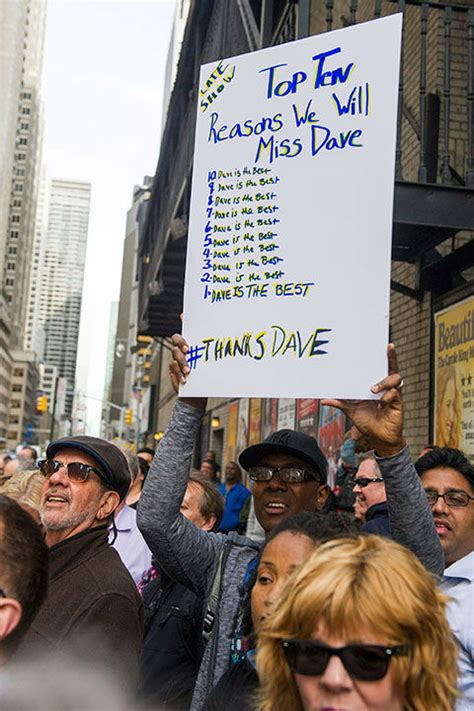 LATE
SHOW
Top Ten
Reasons We Will
Miss Dave
10 Dave is the Best
9 Dave is the Best
8 Dave is the Best
7. Dave is the Best
6. Dave is the Best
5. Dave is the Best
4. Dave is the Best
3. Dave is the Best
2. Dave is the Best
1. DAVE IS THE BEST
#THANKS DAVE
Beautiful